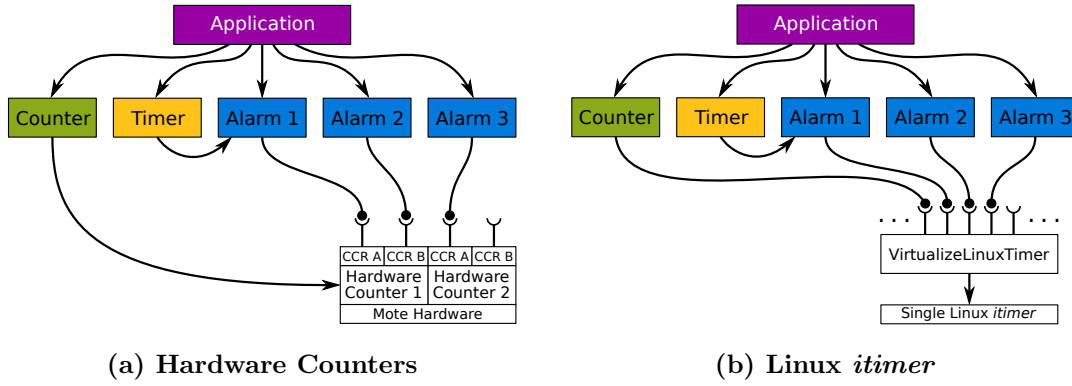 Application
Counter
Timer
Alarm 1
Alarm 2
Alarm 3
CCR A
CCR B
CCR A
CCR B
Hardware
Counter 1
Hardware
Counter 2
Mote Hardware
(a) Hardware Counters
Application
Counter
Timer
Alarm 1
Alarm 2
Alarm 3
. . .
. . .
VirtualizeLinuxTimer
Single Linux itimer
(b) Linux itimer